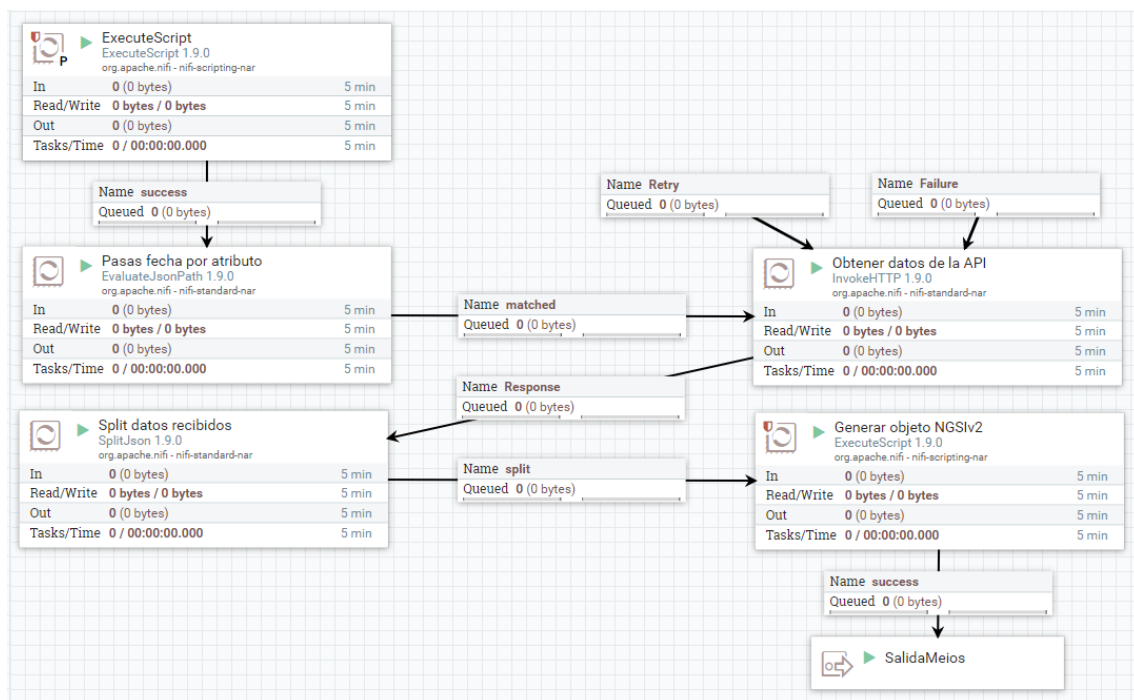 ExecuteScript
ExecuteScript 1.9.0
org.apache.nifi - nifi-scripting-nar
P
In 0 (0 bytes) 5 min
Read/Write 0 bytes / 0 bytes 5 min
Out 0 (0 bytes) 5 min
Tasks/Time 0 / 00:00:00.000 5 min
Name success
Queued 0 (0 bytes)
Name Retry
Queued 0 (0 bytes)
Name Failure
Queued 0 (0 bytes)
Pasas fecha por atributo
EvaluateJsonPath 1.9.0
org.apache.nifi - nifi-standard-nar
In 0 (0 bytes) 5 min
Read/Write 0 bytes / 0 bytes 5 min
Out 0 (0 bytes) 5 min
Tasks/Time 0 / 00:00:00.000 5 min
Name matched
Queued 0 (0 bytes)
Obtener datos de la API
InvokeHTTP 1.9.0
org.apache.nifi - nifi-standard-nar
In 0 (0 bytes) 5 min
Read/Write 0 bytes / 0 bytes 5 min
Out 0 (0 bytes) 5 min
Tasks/Time 0 / 00:00:00.000 5 min
Name Response
Queued 0 (0 bytes)
Split datos recibidos
SplitJson 1.9.0
org.apache.nifi - nifi-standard-nar
In 0 (0 bytes) 5 min
Read/Write 0 bytes / 0 bytes 5 min
Out 0 (0 bytes) 5 min
Tasks/Time 0 / 00:00:00.000 5 min
Name split
Queued 0 (0 bytes)
Generar objeto NGSIv2
ExecuteScript 1.9.0
org.apache.nifi - nifi-scripting-nar
In 0 (0 bytes) 5 min
Read/Write 0 bytes / 0 bytes 5 min
Out 0 (0 bytes) 5 min
Tasks/Time 0 / 00:00:00.000 5 min
Name success
Queued 0 (0 bytes)
SalidaMeios